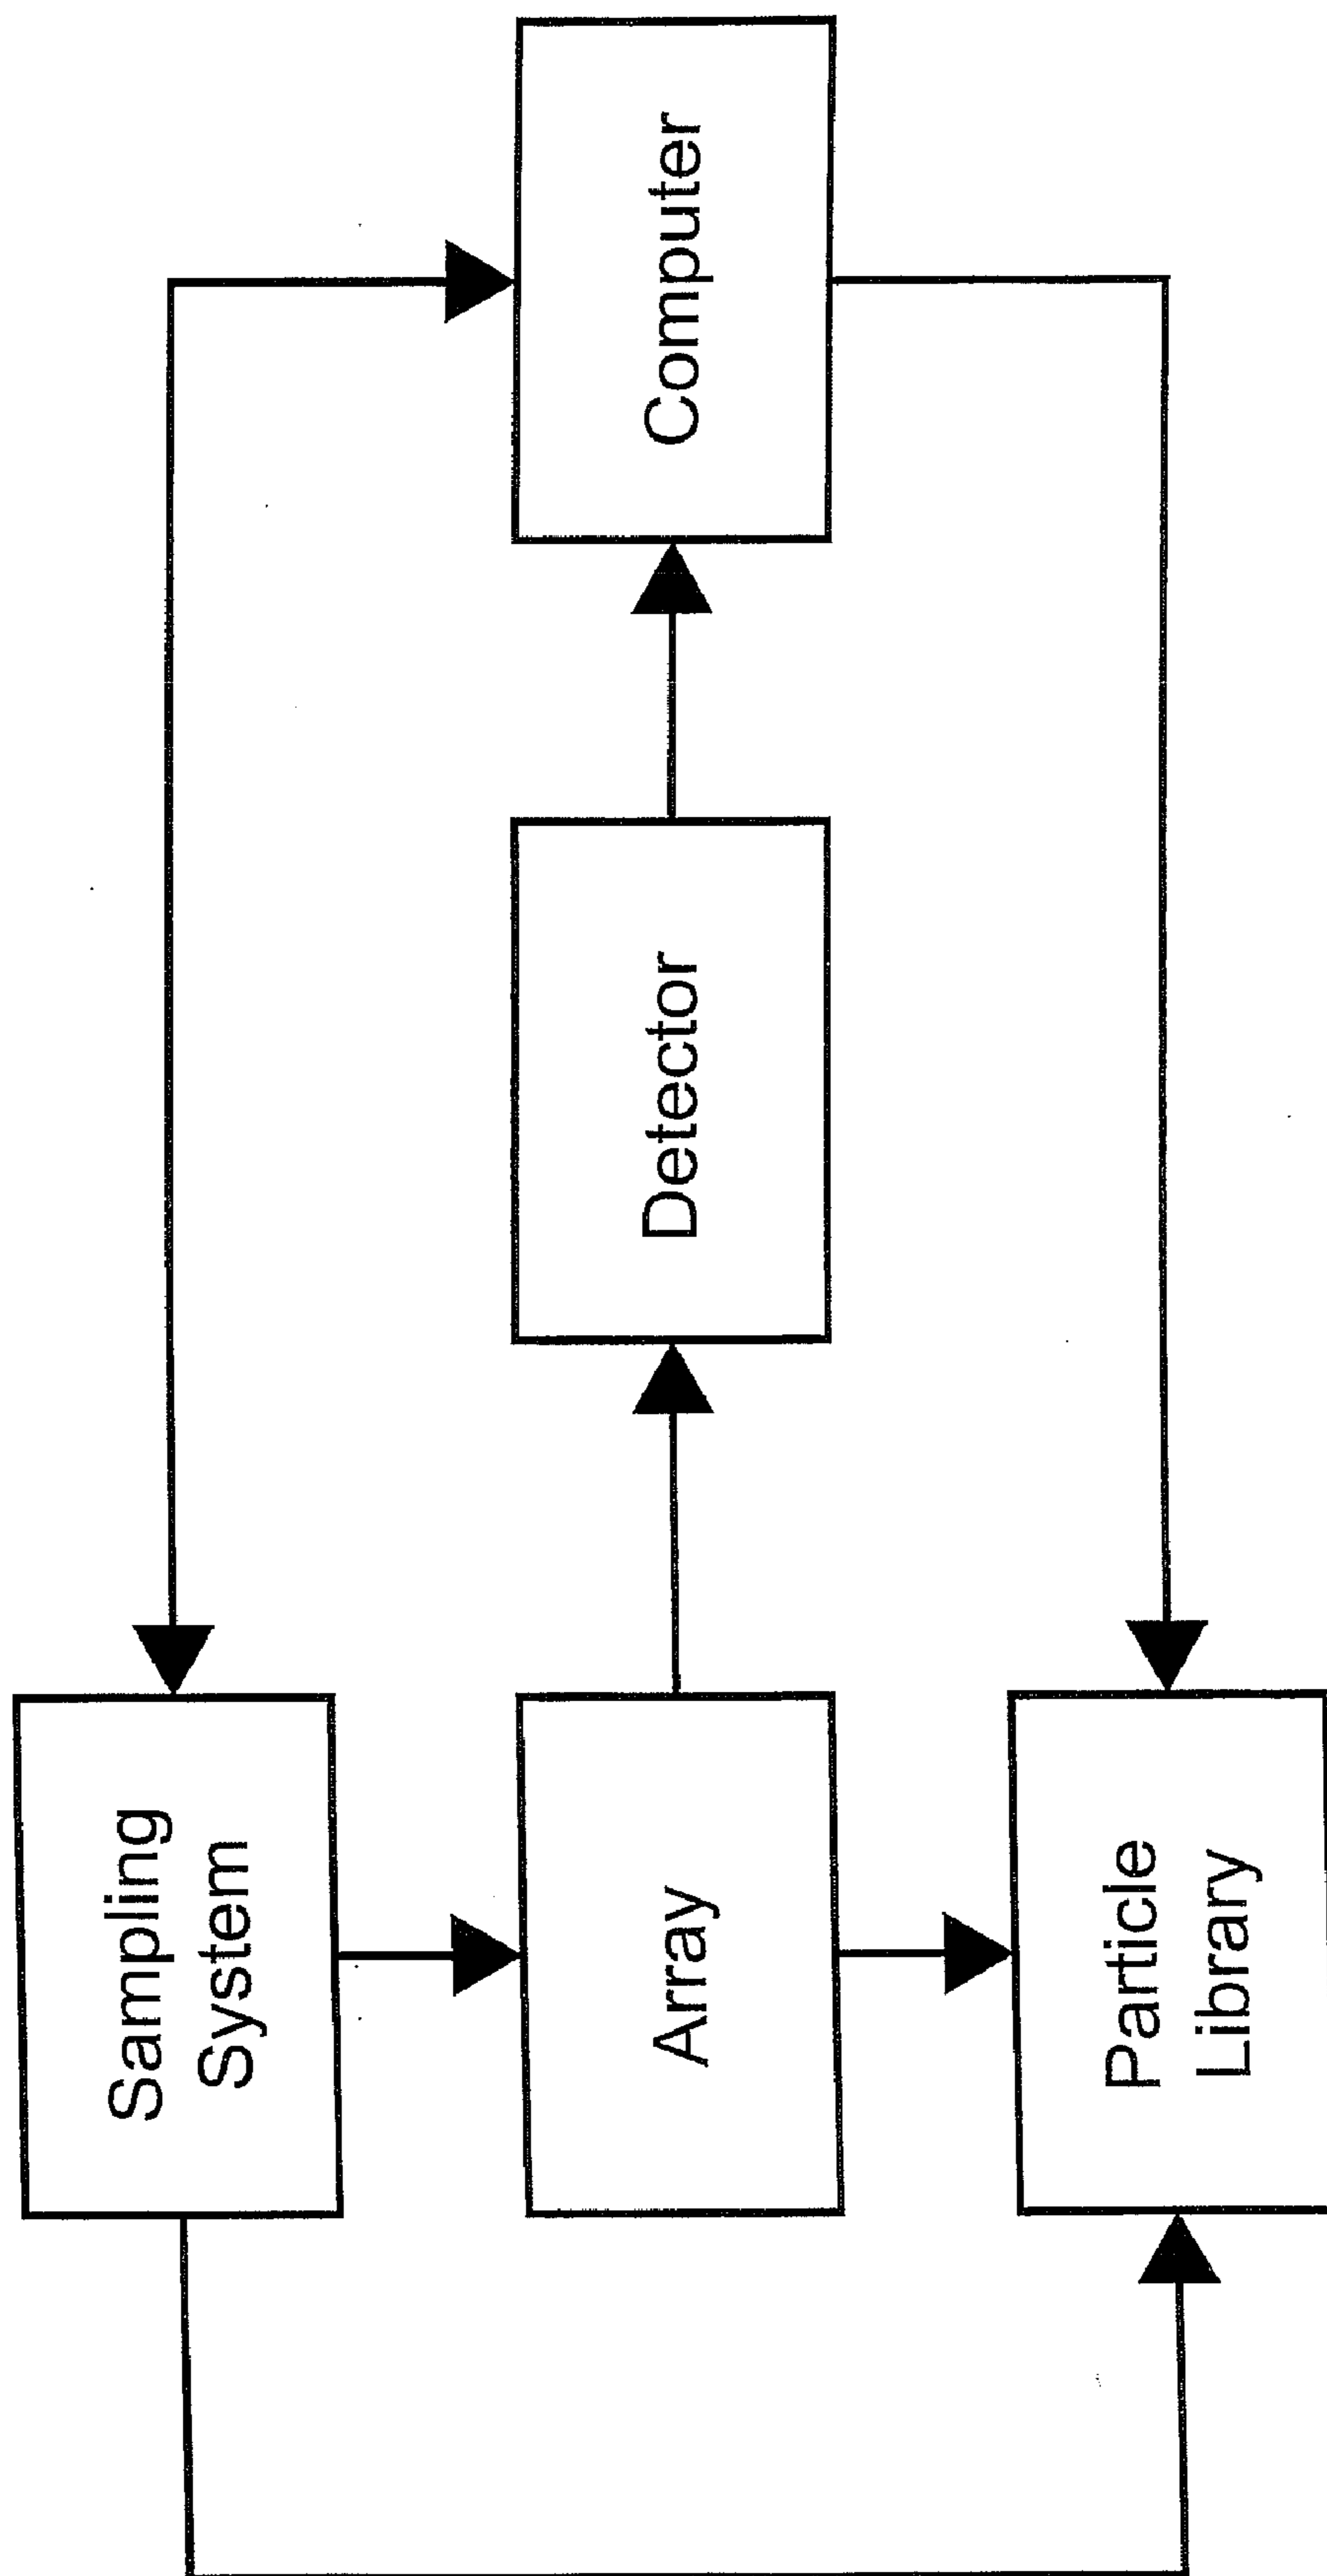 Sampling
System
Array
Particle
Library
Detector
Computer